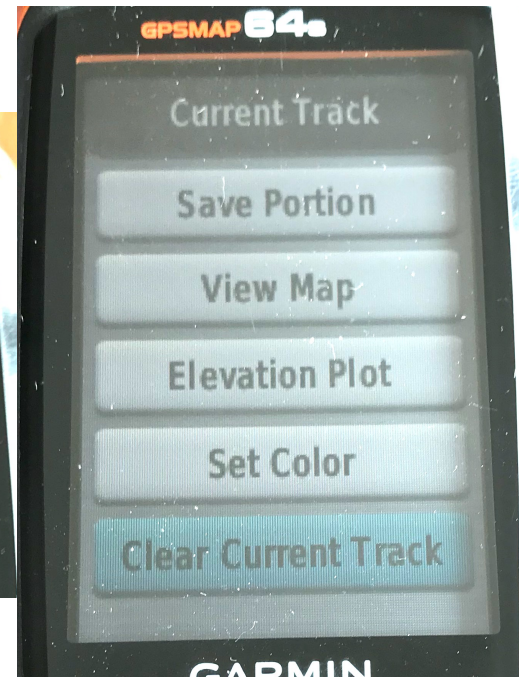 GPSMAP 64s
Current Track
Save Portion
View Map
Elevation Plot
Set Color
Clear Current Track
GARMIN